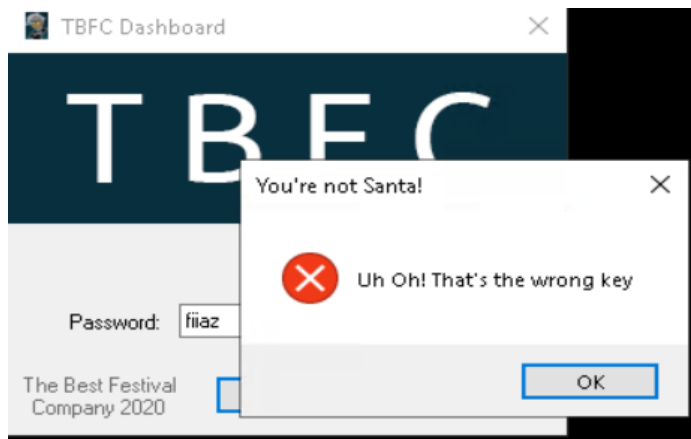 TBFC Dashboard
T B F C
You're not Santa!
Uh Oh! That's the wrong key
Password: fiiaz
OK
The Best Festival
Company 2020